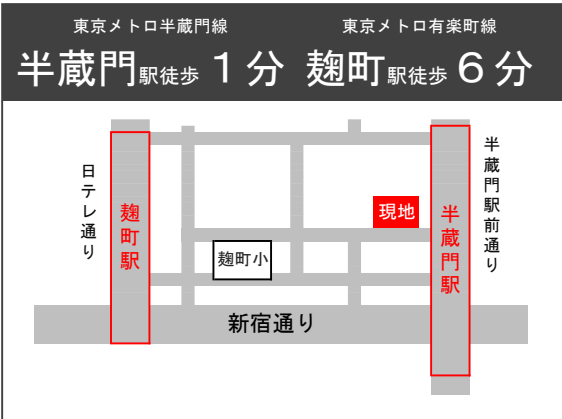 東京メトロ半蔵門線
半蔵門駅徒歩1分
東京メトロ有楽町線
麹町駅徒歩6分
日テレ通り
麹町駅
麹町小
現地
半蔵門駅
半蔵門駅前通り
新宿通り